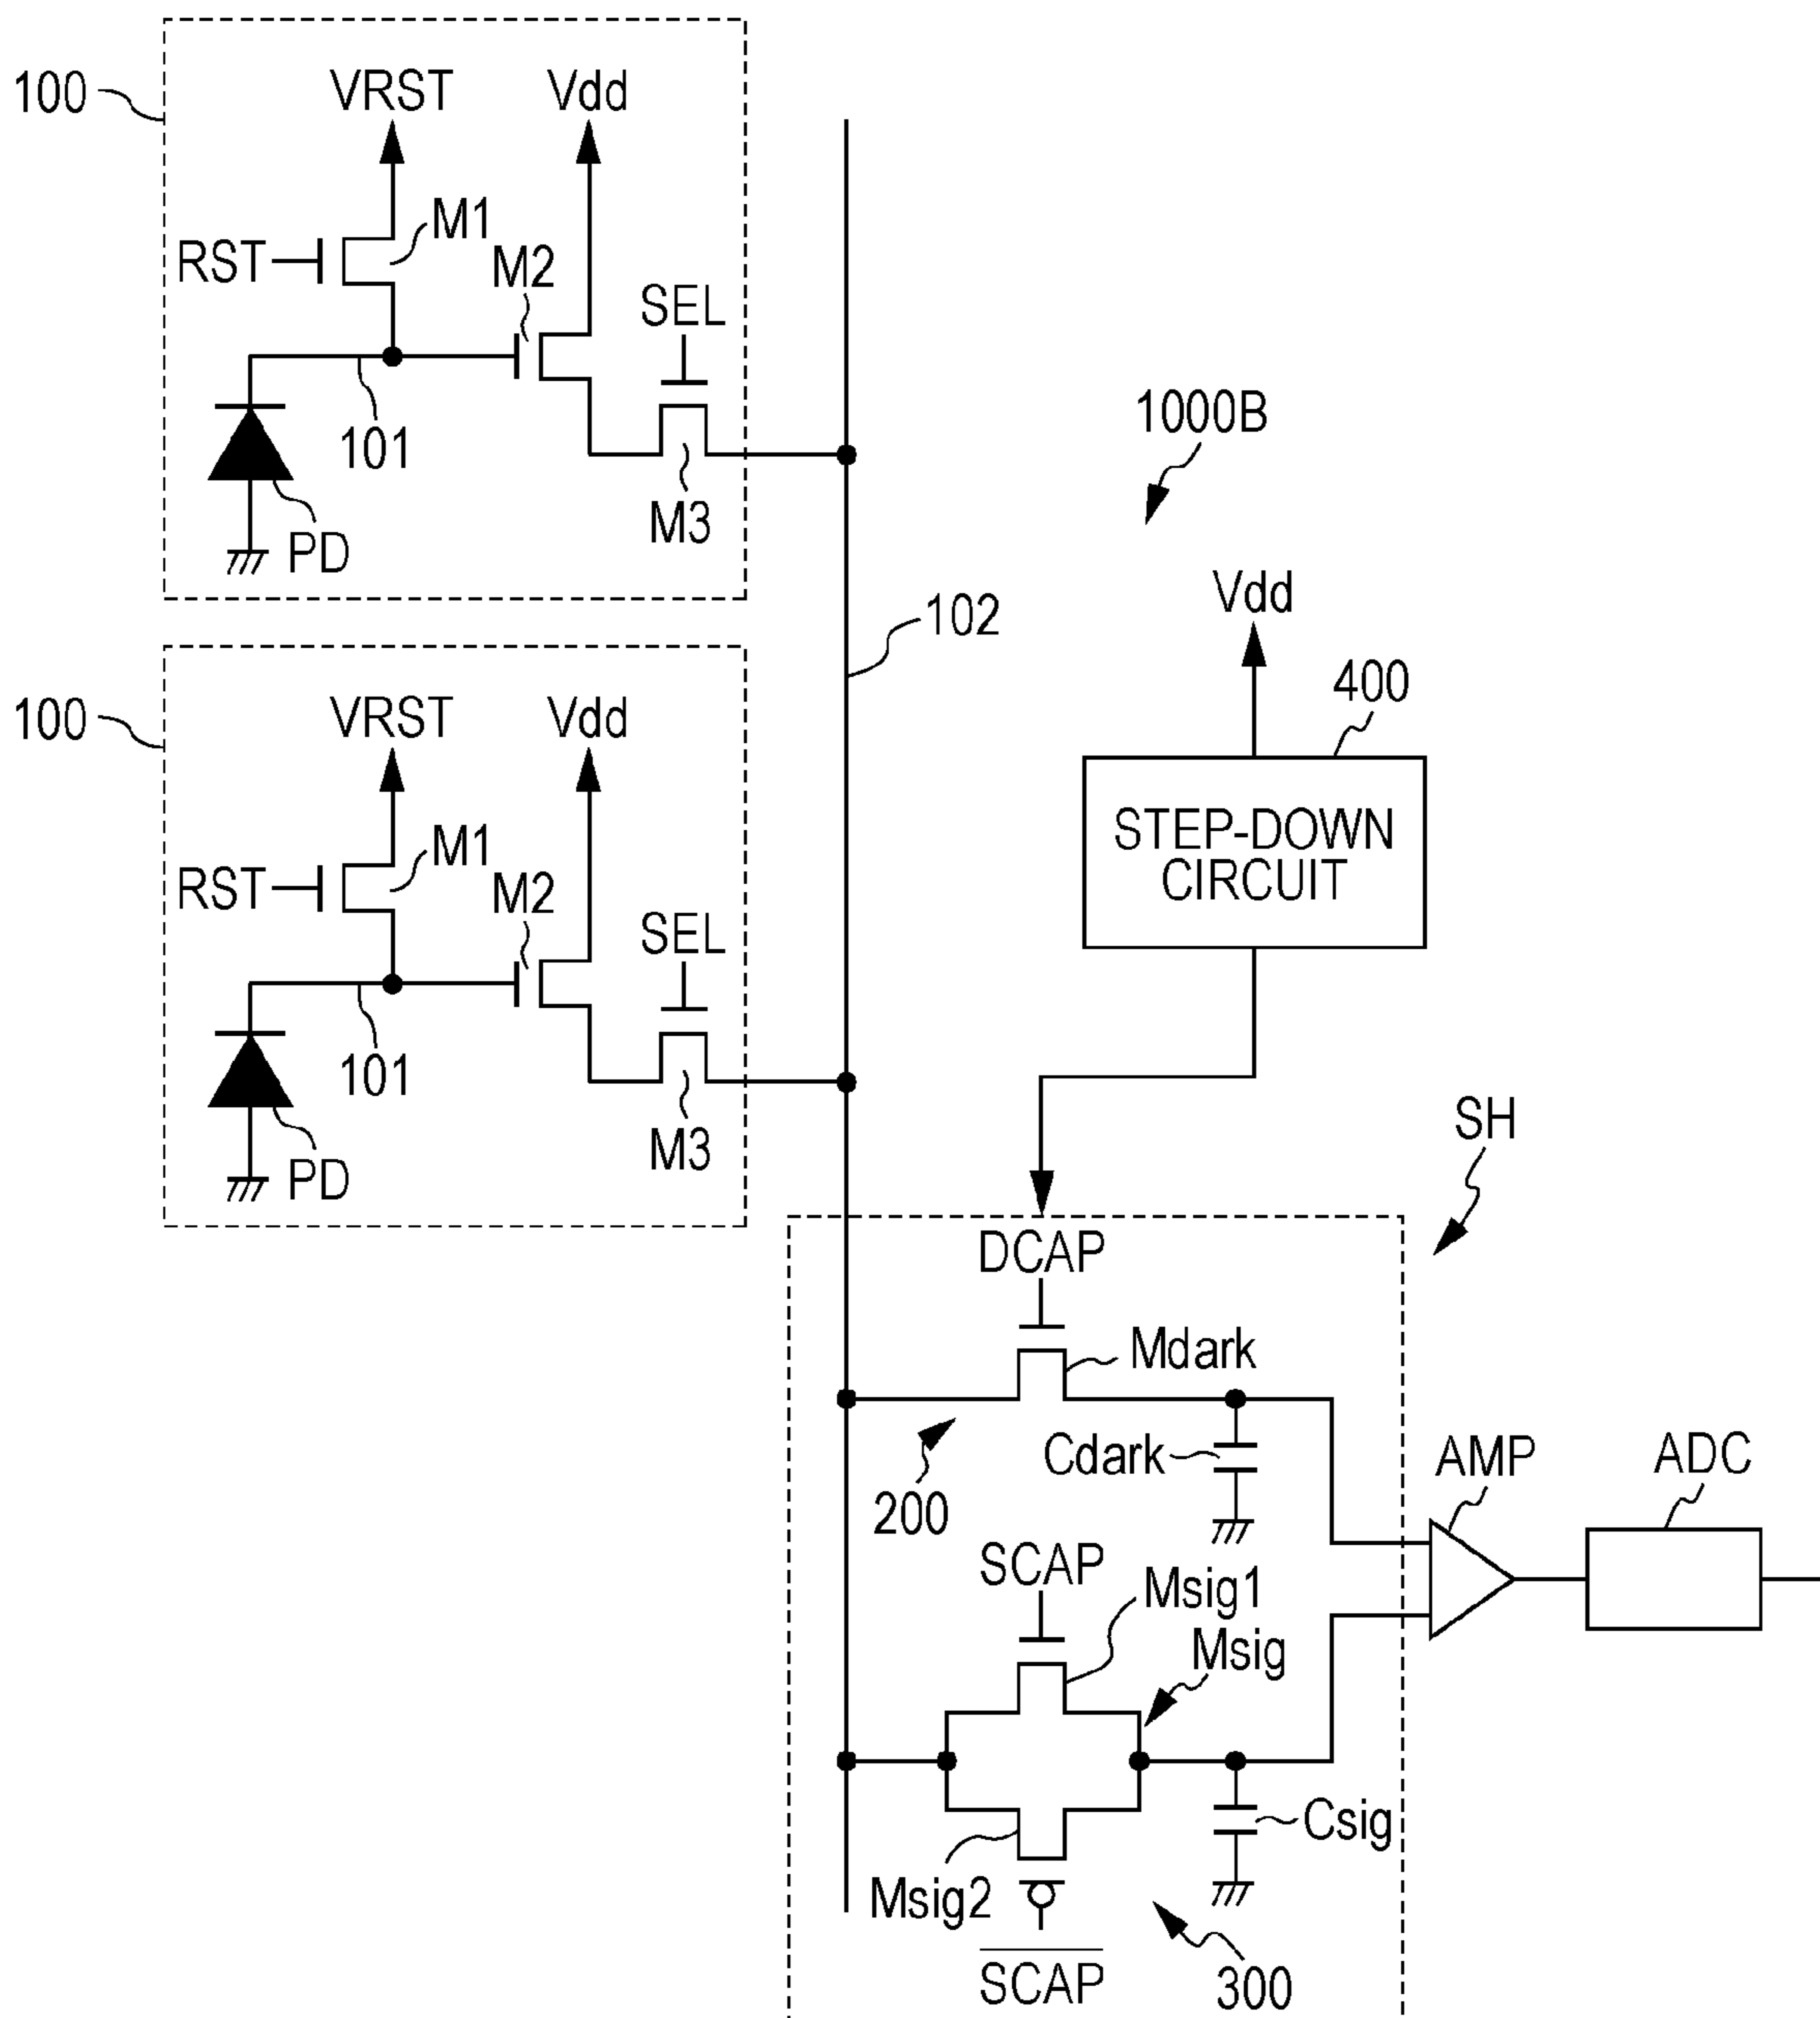 100
VRST
Vdd
RST
M1
M2
SEL
101
PD
M3
1000B
102
Vdd
400
STEP-DOWN
CIRCUIT
100
VRST
Vdd
RST
M1
M2
SEL
101
PD
M3
SH
DCAP
Mdark
Cdark
200
AMP
ADC
SCAP
Msig1
Msig
Csig
Msig2
SCAP
300